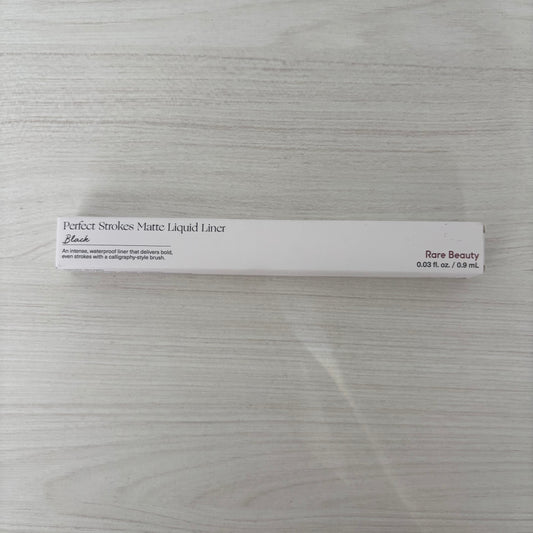 Perfect Strokes Matte Liquid Liner
Black
An intense, waterproof liner that delivers bold,
even strokes with a calligraphy-style brush.
Rare Beauty
0.03 fl. oz. / 0.9 mL